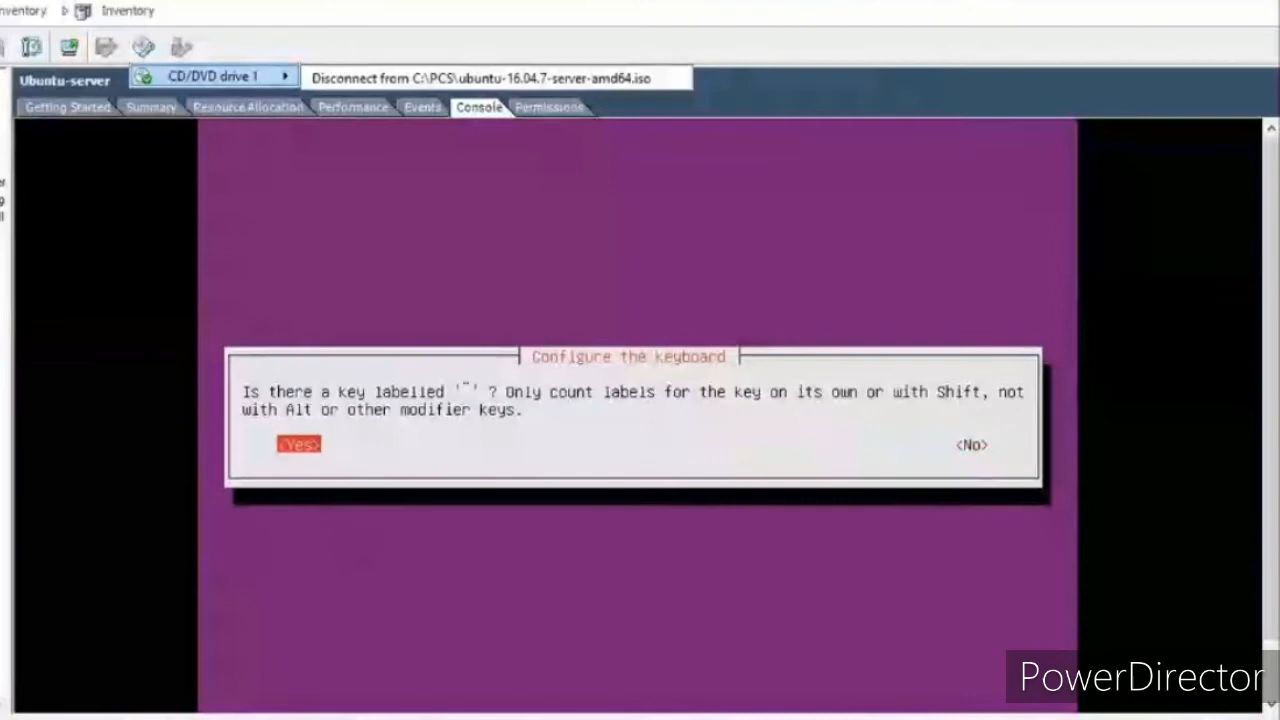 Inventory
Inventory
Ubuntu-server
CD/DVD drive 1
Disconnect from C:\PCS\ubuntu-16.04.7-server-amd64.iso
Getting Started
Summary
Resource Allocation
Performance
Events
Console
Permissions
Configure the keyboard
Is there a key labelled '~' ? Only count labels for the key on its own or with Shift, not
with Alt or other modifier keys.
<Yes>
<No>
PowerDirector